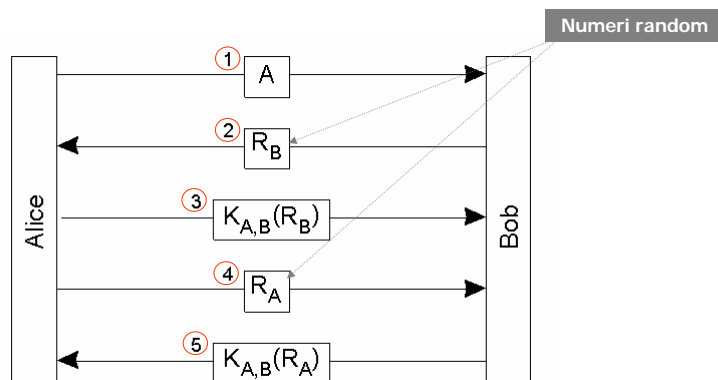 Numeri random
1
A
2
R_B
3
K_A,B(R_B)
4
R_A
5
K_A,B(R_A)
Alice
Bob